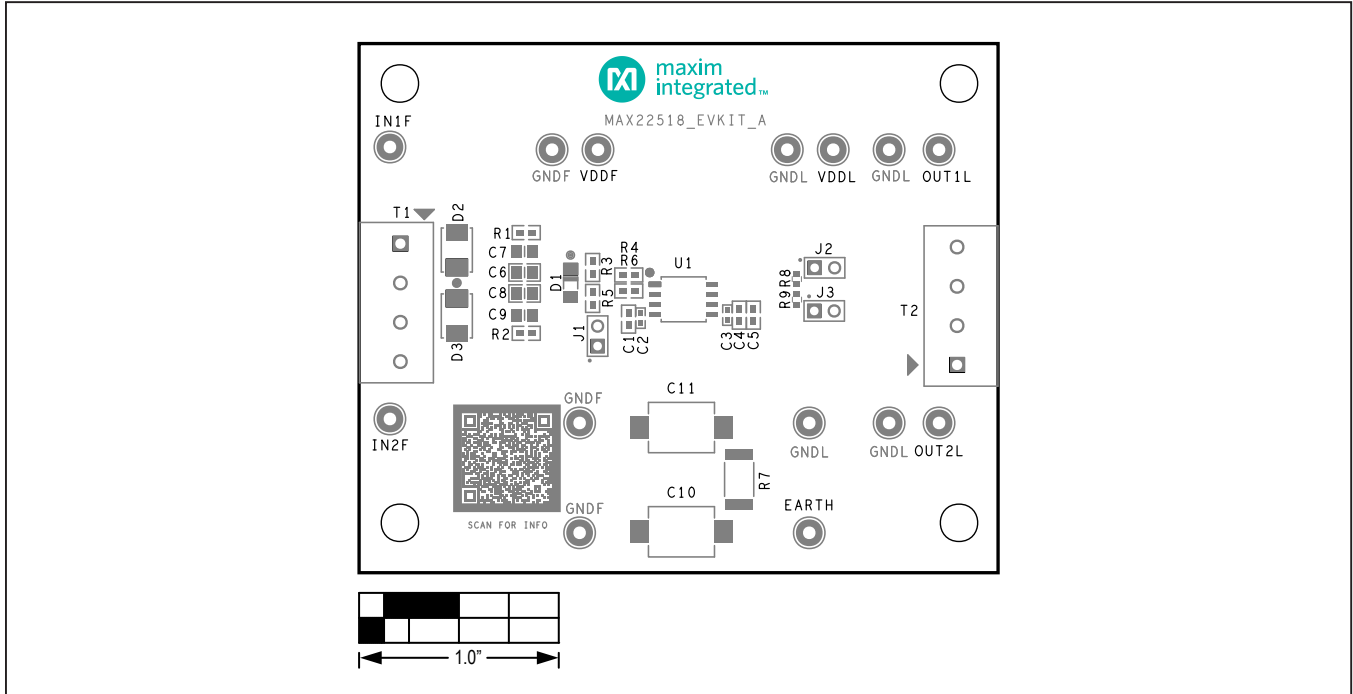 maxim
integrated™
MAX22518_EVKIT_A
IN1F
GNDF VDDF
GNDL VDDL GNDL OUT1L
T1
D2
R1
C7
C6
C8
C9
R2
D3
D1
R3
R5
J1
R4
R6
U1
C1
C2
C3
C4
C5
R8
R9
J2
J3
T2
IN2F
GNDF
C11
GNDL
GNDL OUT2L
R7
C10
GNDF
EARTH
SCAN FOR INFO
1.0"